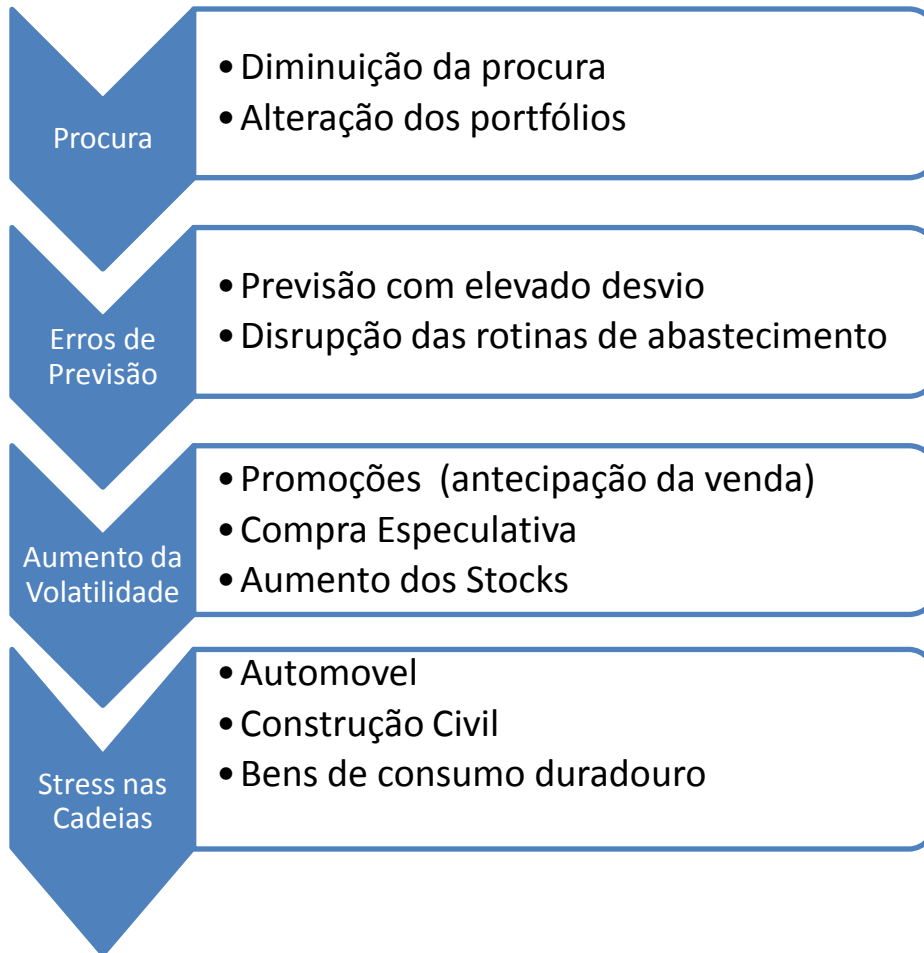 Procura
• Diminuição da procura
• Alteração dos portfólios
Erros de
Previsão
• Previsão com elevado desvio
• Disrupção das rotinas de abastecimento
Aumento da
Volatilidade
• Promoções (antecipação da venda)
• Compra Especulativa
• Aumento dos Stocks
Stress nas
Cadeias
• Automovel
• Construção Civil
• Bens de consumo duradouro